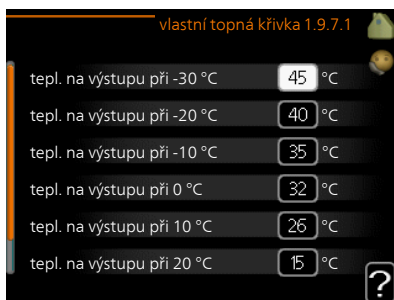 vlastní topná křivka 1.9.7.1
tepl. na výstupu při -30 °C 45 °C
tepl. na výstupu při -20 °C 40 °C
tepl. na výstupu při -10 °C 35 °C
tepl. na výstupu při 0 °C 32 °C
tepl. na výstupu při 10 °C 26 °C
tepl. na výstupu při 20 °C 15 °C
?